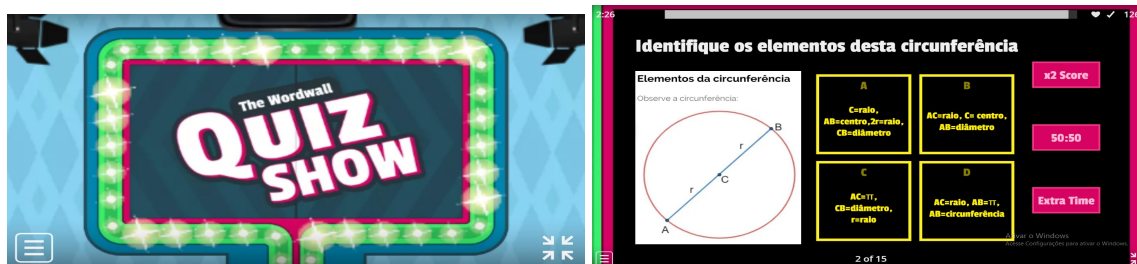 The Wordwall
QUIZ
SHOW
2:26
126
Identifique os elementos desta circunferência
Elementos da circunferência
Observe a circunferência:
B
r
C
r
A
A
C=raio,
AB=centro,2r=raio,
CB=diâmetro
B
AC=raio, C= centro,
AB=diâmetro
C
AC=π,
CB=diâmetro,
r=raio
D
AC=raio, AB=π,
AB=circunferência
x2 Score
50:50
Extra Time
Ativar o Windows
Acesse Configurações para ativar o Windows.
2 of 15